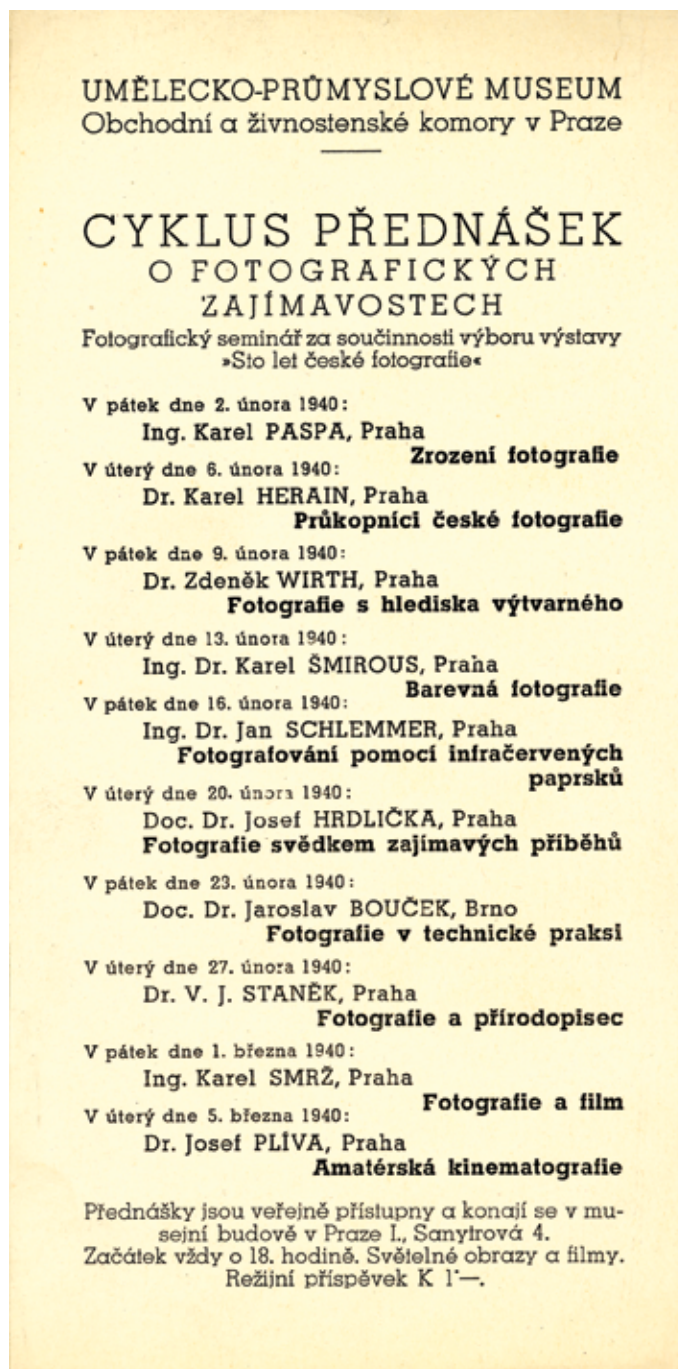 UMĚLECKO-PRŮMYSLOVÉ MUSEUM
Obchodní a živnostenské komory v Praze
CYKLUS PŘEDNÁŠEK
O FOTOGRAFICKÝCH
ZAJÍMAVOSTECH
Fotografický seminář za součinnosti výboru výstavy
»Sto let české fotografie«
V pátek dne 2. února 1940:
Ing. Karel PASPA, Praha
Zrození fotografie
V úterý dne 6. února 1940:
Dr. Karel HERAIN, Praha
Průkopníci české fotografie
V pátek dne 9. února 1940:
Dr. Zdeněk WIRTH, Praha
Fotografie s hlediska výtvarného
V úterý dne 13. února 1940:
Ing. Dr. Karel ŠMIROUS, Praha
Barevná fotografie
V pátek dne 16. února 1940:
Ing. Dr. Jan SCHLEMMER, Praha
Fotografování pomocí infračervených
paprsků
V úterý dne 20. února 1940:
Doc. Dr. Josef HRDLIČKA, Praha
Fotografie svědkem zajímavých příběhů
V pátek dne 23. února 1940:
Doc. Dr. Jaroslav BOUČEK, Brno
Fotografie v technické praksi
V úterý dne 27. února 1940:
Dr. V. J. STANĚK, Praha
Fotografie a přírodopisec
V pátek dne 1. března 1940:
Ing. Karel SMRŽ, Praha
Fotografie a film
V úterý dne 5. března 1940:
Dr. Josef PLÍVA, Praha
Amatérská kinematografie
Přednášky jsou veřejně přístupny a konají se v mu-
sejní budově v Praze I., Sanytrová 4.
Začátek vždy o 18. hodině. Světelné obrazy a filmy.
Režijní příspěvek K 1·—.